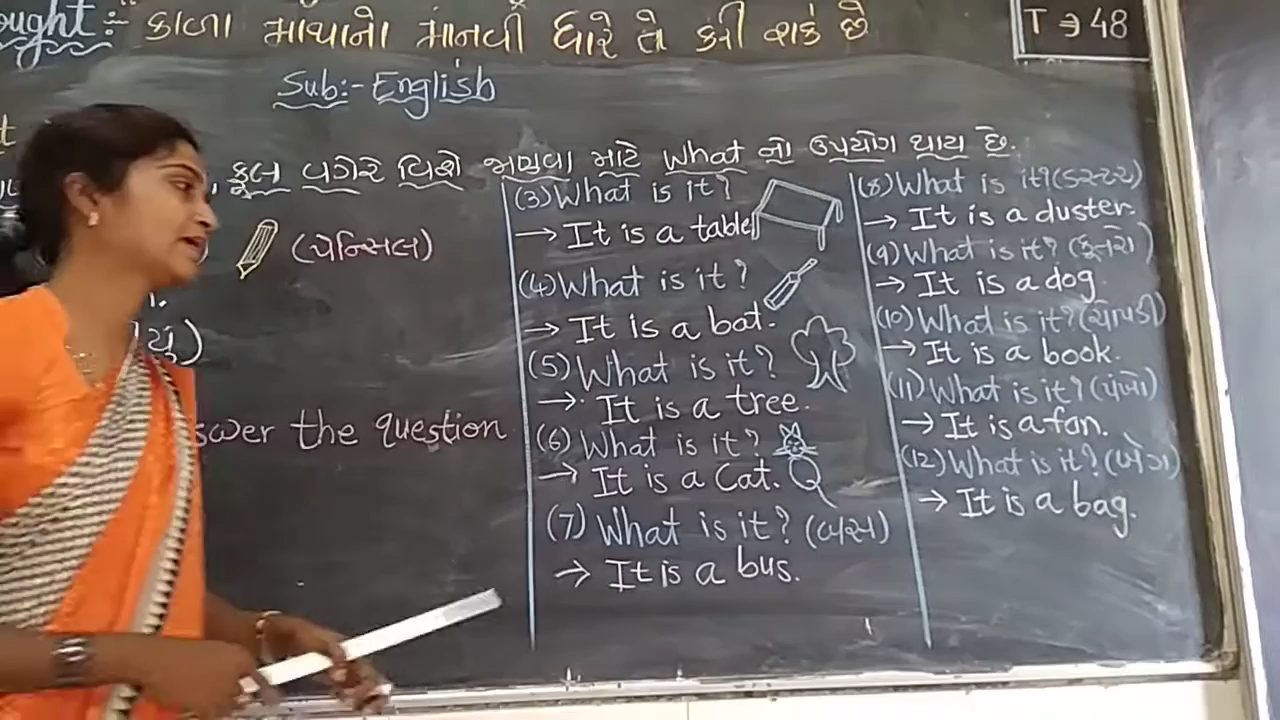 ought :- કાળા માથાનો માનવી ધારે તે કરી શકે છે
T → 48
Sub:- English
ફૂલ વગેરે વિશે જાણવા માટે What નો ઉપયોગ થાય છે.
(પેન્સિલ)
swer the question
(3) What is it?
→ It is a table
(4) What is it?
→ It is a bat.
(5) What is it?
→ It is a tree.
(6) What is it?
→ It is a Cat.
(7) What is it? (બસ)
→ It is a bus.
(8) What is it? (ડસ્ટર)
→ It is a duster.
(9) What is it? (કૂતરો)
→ It is a dog.
(10) What is it? (ચોપડી)
→ It is a book.
(11) What is it? (પંખો)
→ It is a fan.
(12) What is it? (બેગ)
→ It is a bag.